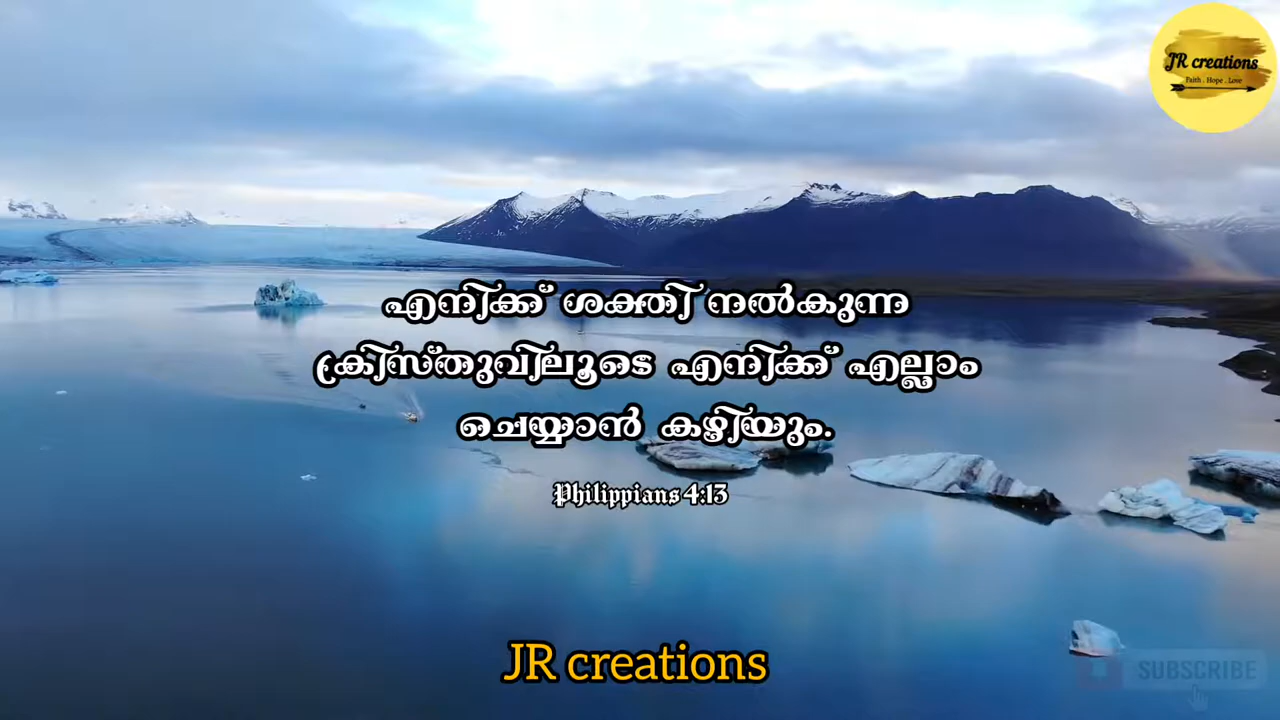 JR creations
Faith . Hope . Love
എനിക്ക് ശക്തി നൽകുന്ന
ക്രിസ്തുവിലൂടെ എനിക്ക് എല്ലാം
ചെയ്യാൻ കഴിയും.
Philippians 4:13
JR creations
SUBSCRIBE